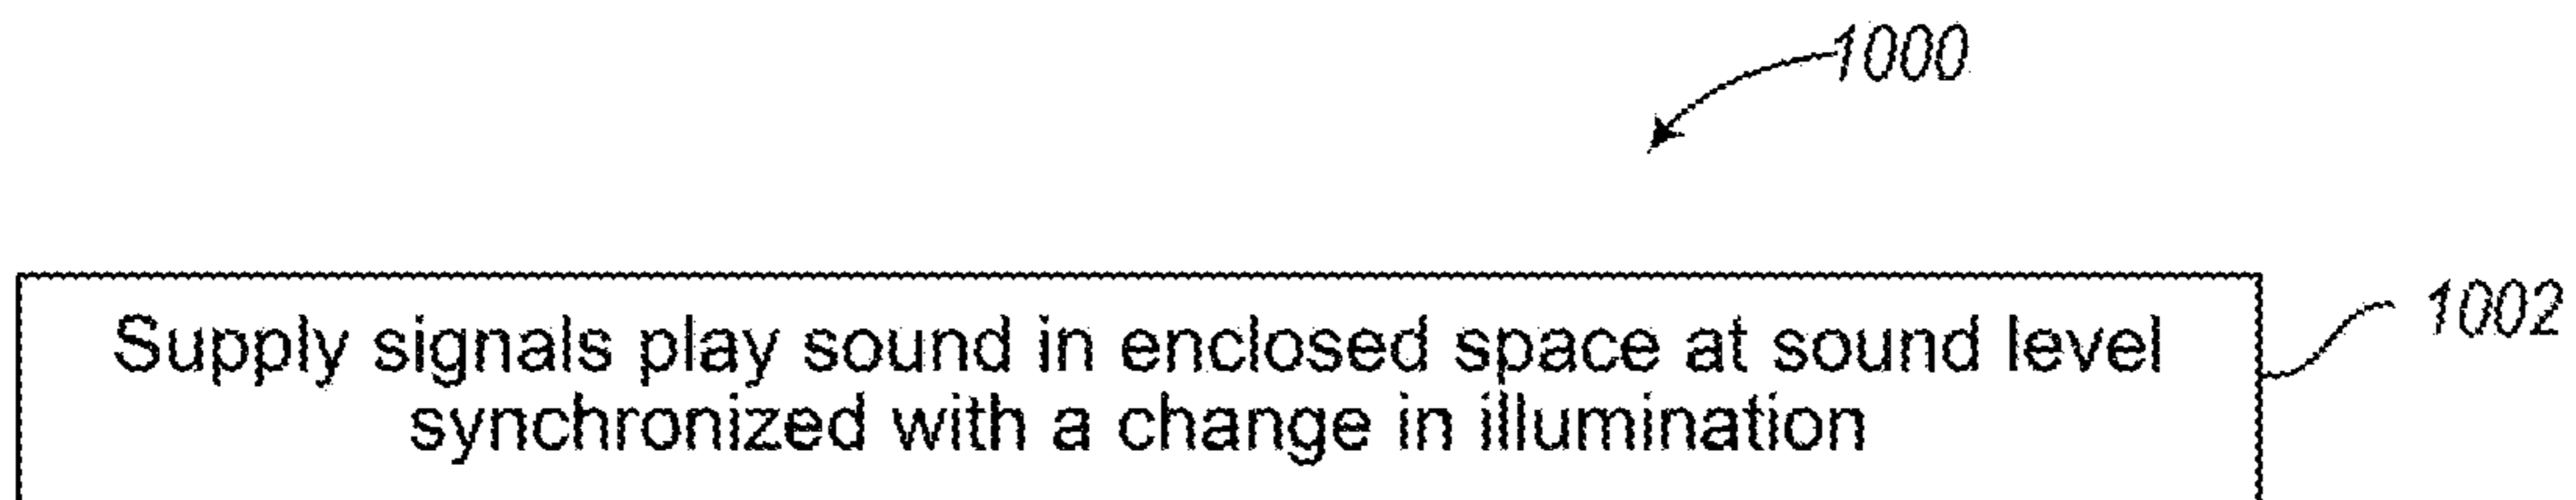 1000
Supply signals play sound in enclosed space at sound level
1002
synchronized with a change in illumination